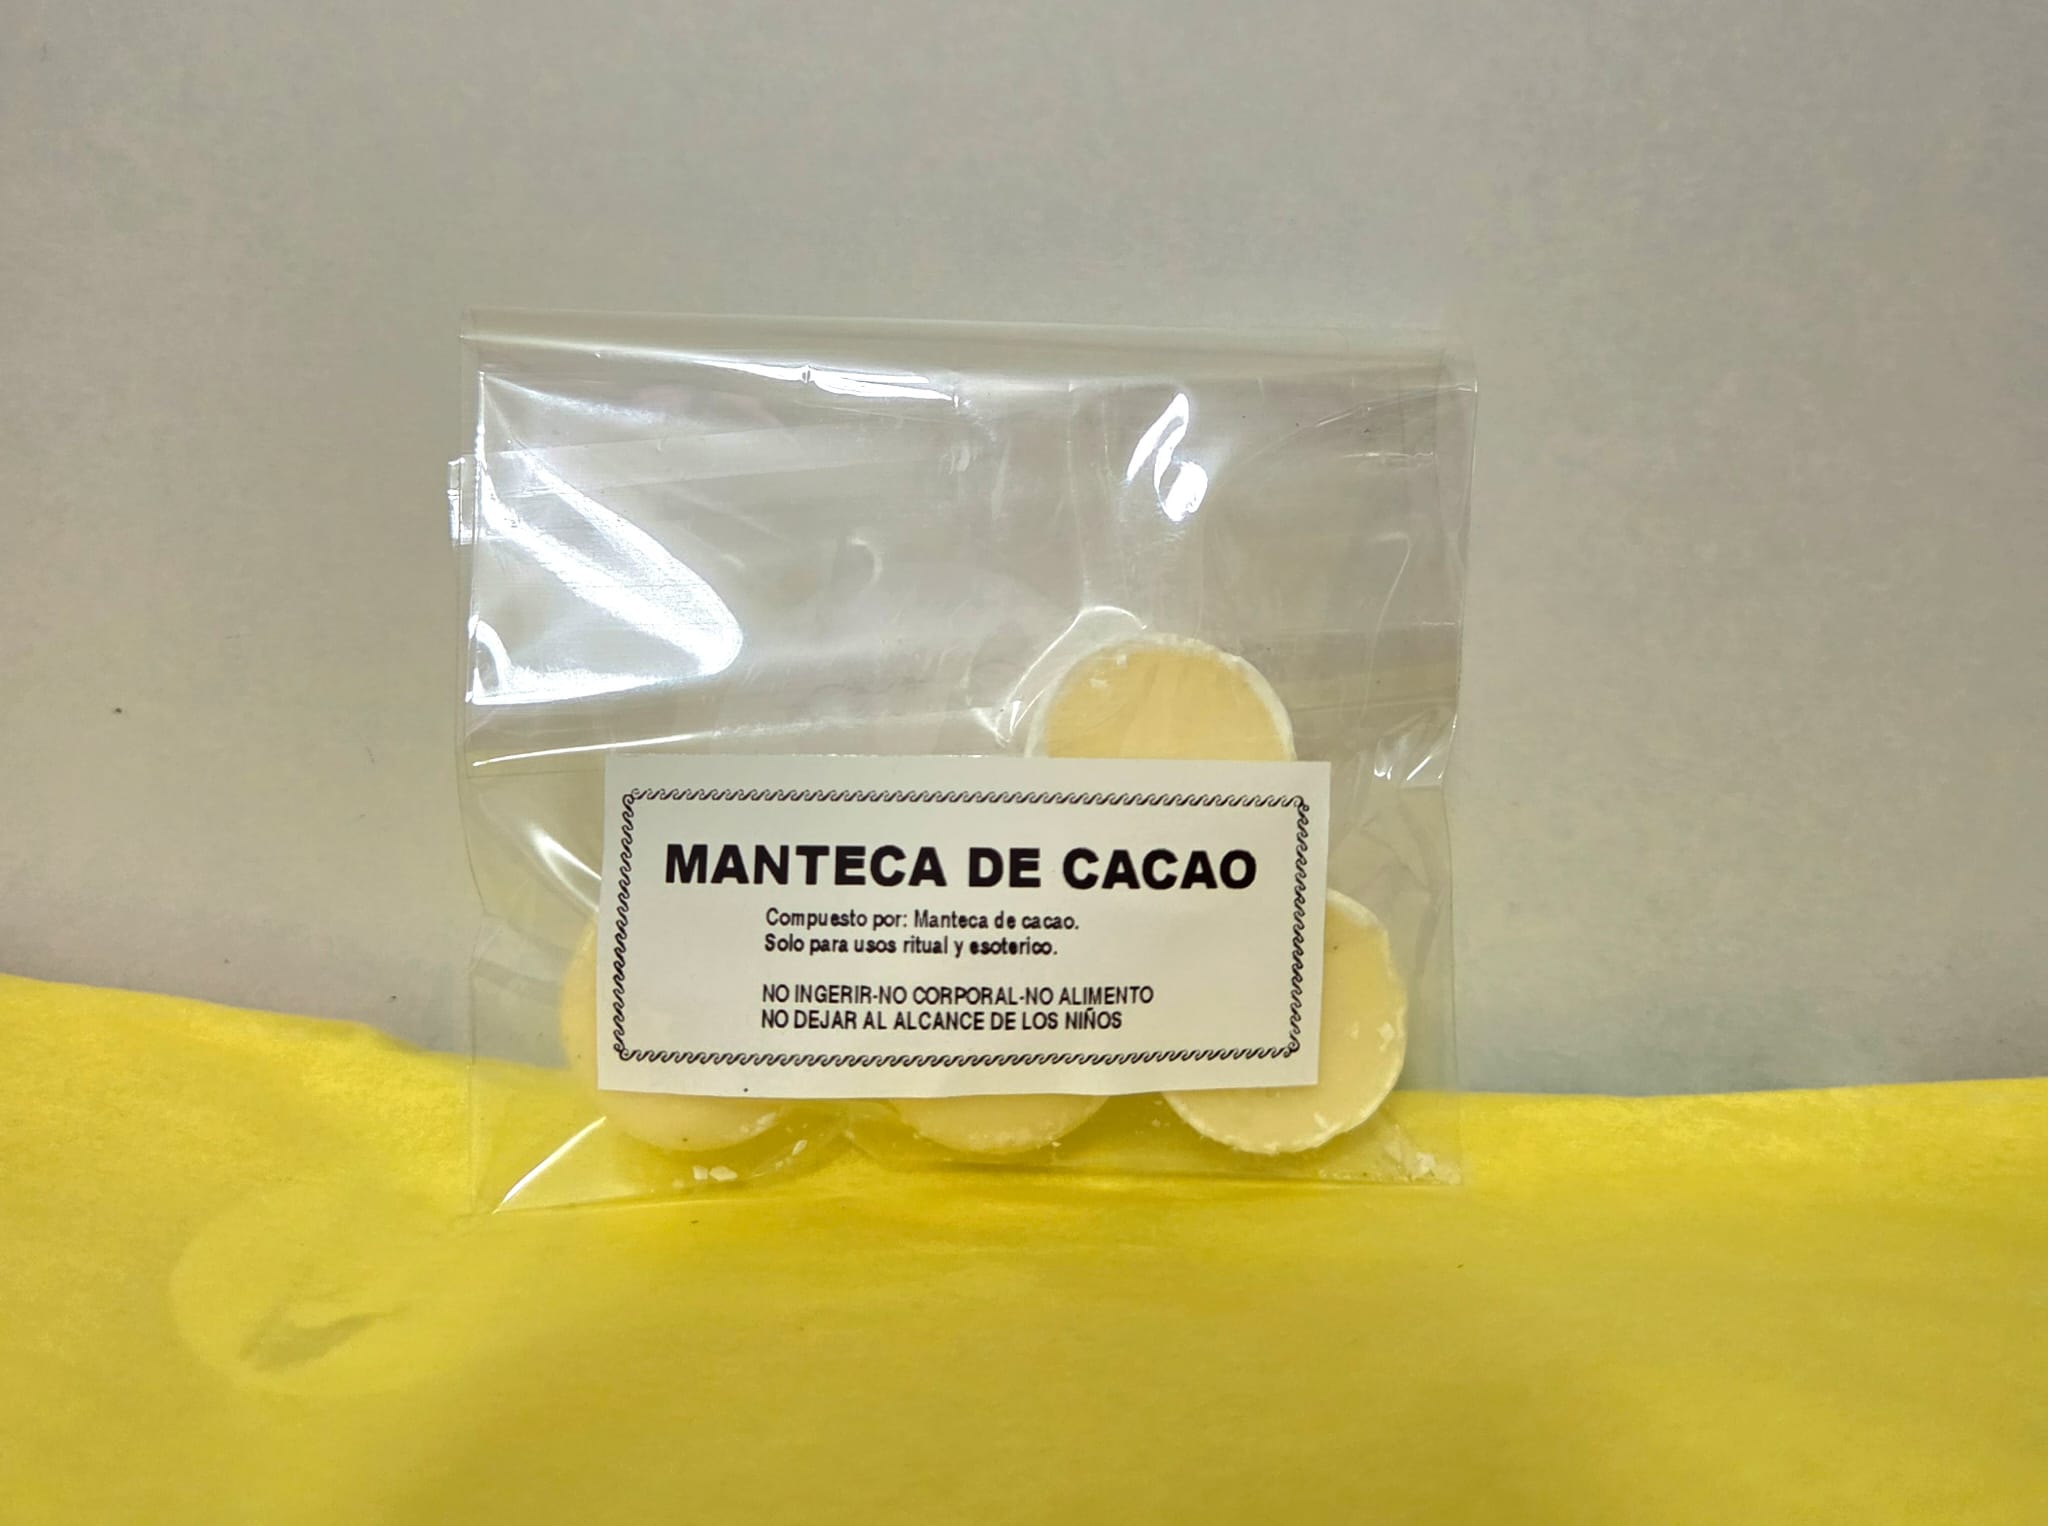 MANTECA DE CACAO
Compuesto por: Manteca de cacao.
Solo para usos ritual y esoterico.
NO INGERIR-NO CORPORAL-NO ALIMENTO
NO DEJAR AL ALCANCE DE LOS NIÑOS